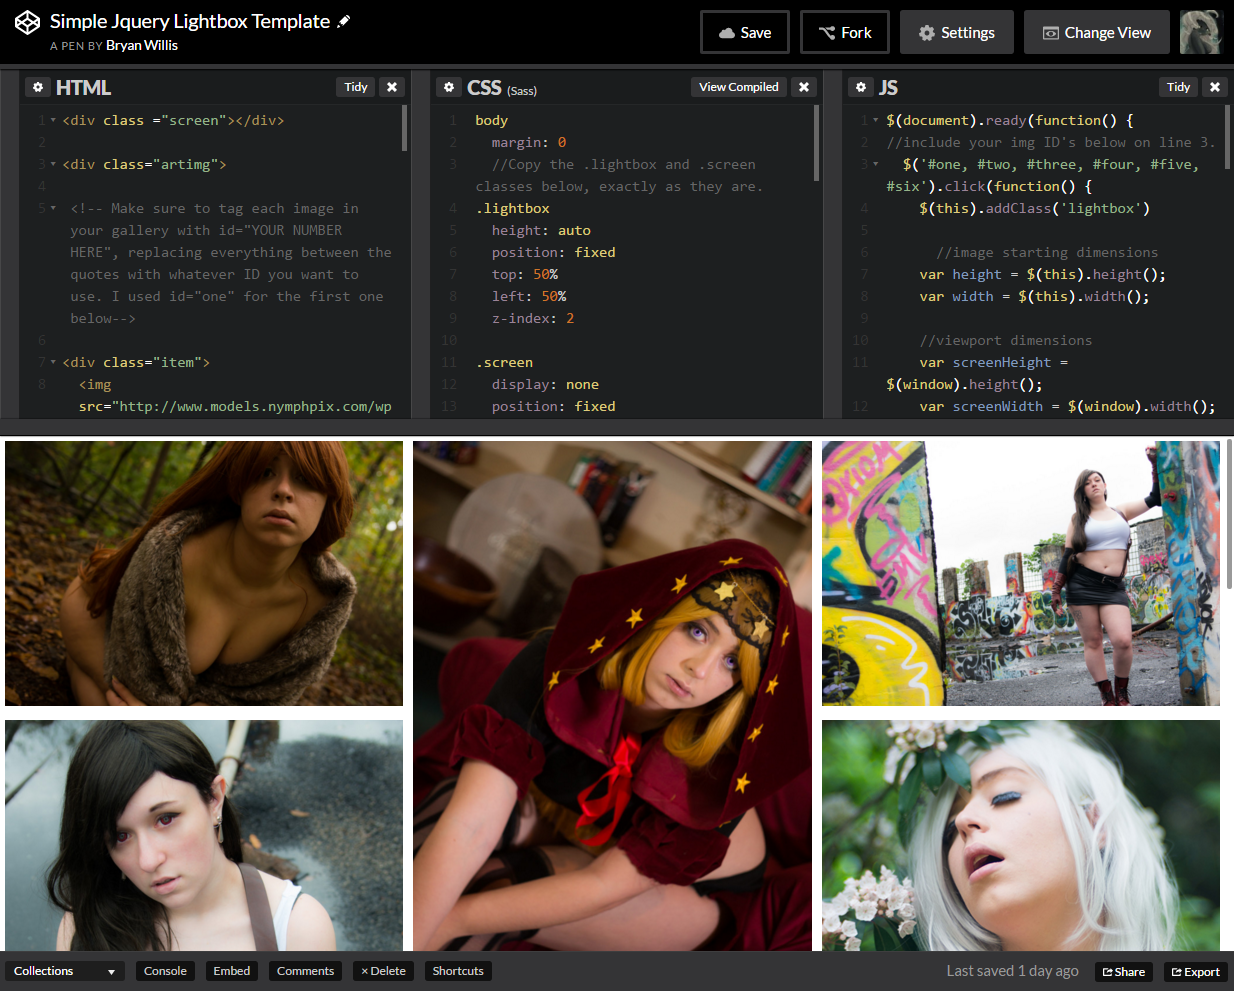 Simple Jquery Lightbox Template
A PEN BY Bryan Willis
Save
Fork
Settings
Change View
HTML
Tidy
1 <div class ="screen"></div>
2
3 <div class="artimg">
4
5 <!-- Make sure to tag each image in
your gallery with id="YOUR NUMBER
HERE", replacing everything between the
quotes with whatever ID you want to
use. I used id="one" for the first one
below-->
6
7 <div class="item">
8 <img
src="http://www.models.nymphpix.com/wp
CSS (Sass)
View Compiled
1 body
2 margin: 0
3 //Copy the .lightbox and .screen
classes below, exactly as they are.
4 .lightbox
5 height: auto
6 position: fixed
7 top: 50%
8 left: 50%
9 z-index: 2
10
11 .screen
12 display: none
13 position: fixed
JS
Tidy
1 $(document).ready(function() {
2 //include your img ID's below on line 3.
3 $('#one, #two, #three, #four, #five,
#six').click(function() {
4 $(this).addClass('lightbox')
5
6 //image starting dimensions
7 var height = $(this).height();
8 var width = $(this).width();
9
10 //viewport dimensions
11 var screenHeight =
$(window).height();
12 var screenWidth = $(window).width();
Collections
Console
Embed
Comments
× Delete
Shortcuts
Last saved 1 day ago
Share
Export